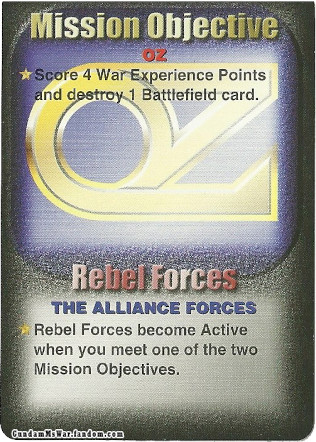 Mission Objective
OZ
Score 4 War Experience Points
and destroy 1 Battlefield card.
OZ
Rebel Forces
THE ALLIANCE FORCES
Rebel Forces become Active
when you meet one of the two
Mission Objectives.
GundamMsWar.fandom.com